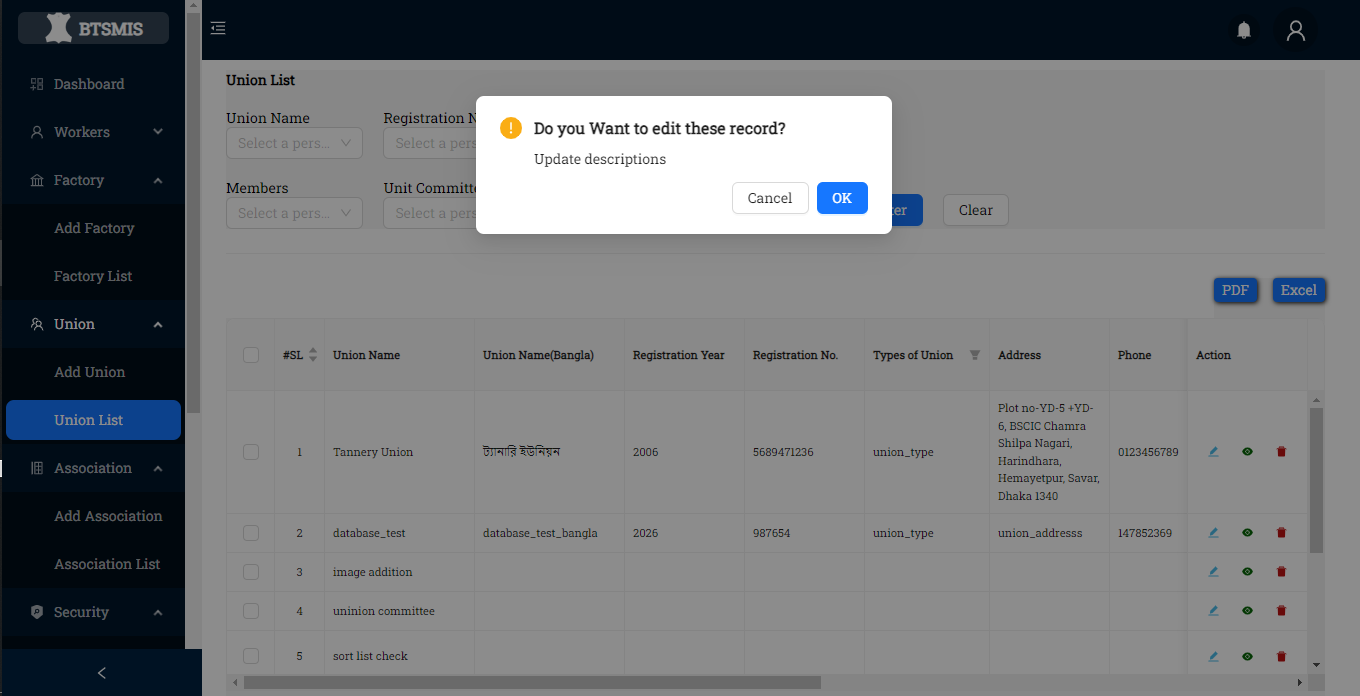 BTSMIS
Dashboard
Workers
Factory
Add Factory
Factory List
Union
Add Union
Union List
Association
Add Association
Association List
Security
Union List
Union Name
Registration N
Select a pers...
Select a pers
Members
Unit Committe
Select a pers...
Select a pers
ter
Clear
Do you Want to edit these record?
Update descriptions
Cancel
OK
PDF
Excel
#SL Union Name Union Name(Bangla) Registration Year Registration No. Types of Union Address Phone Action
1 Tannery Union ট্যানারি ইউনিয়ন 2006 5689471236 union_type
Plot no-YD-5 +YD-
6, BSCIC Chamra
Shilpa Nagari,
Harindhara,
Hemayetpur, Savar,
Dhaka 1340
0123456789
2 database_test database_test_bangla 2026 987654 union_type union_addresss 147852369
3 image addition
4 uninion committee
5 sort list check